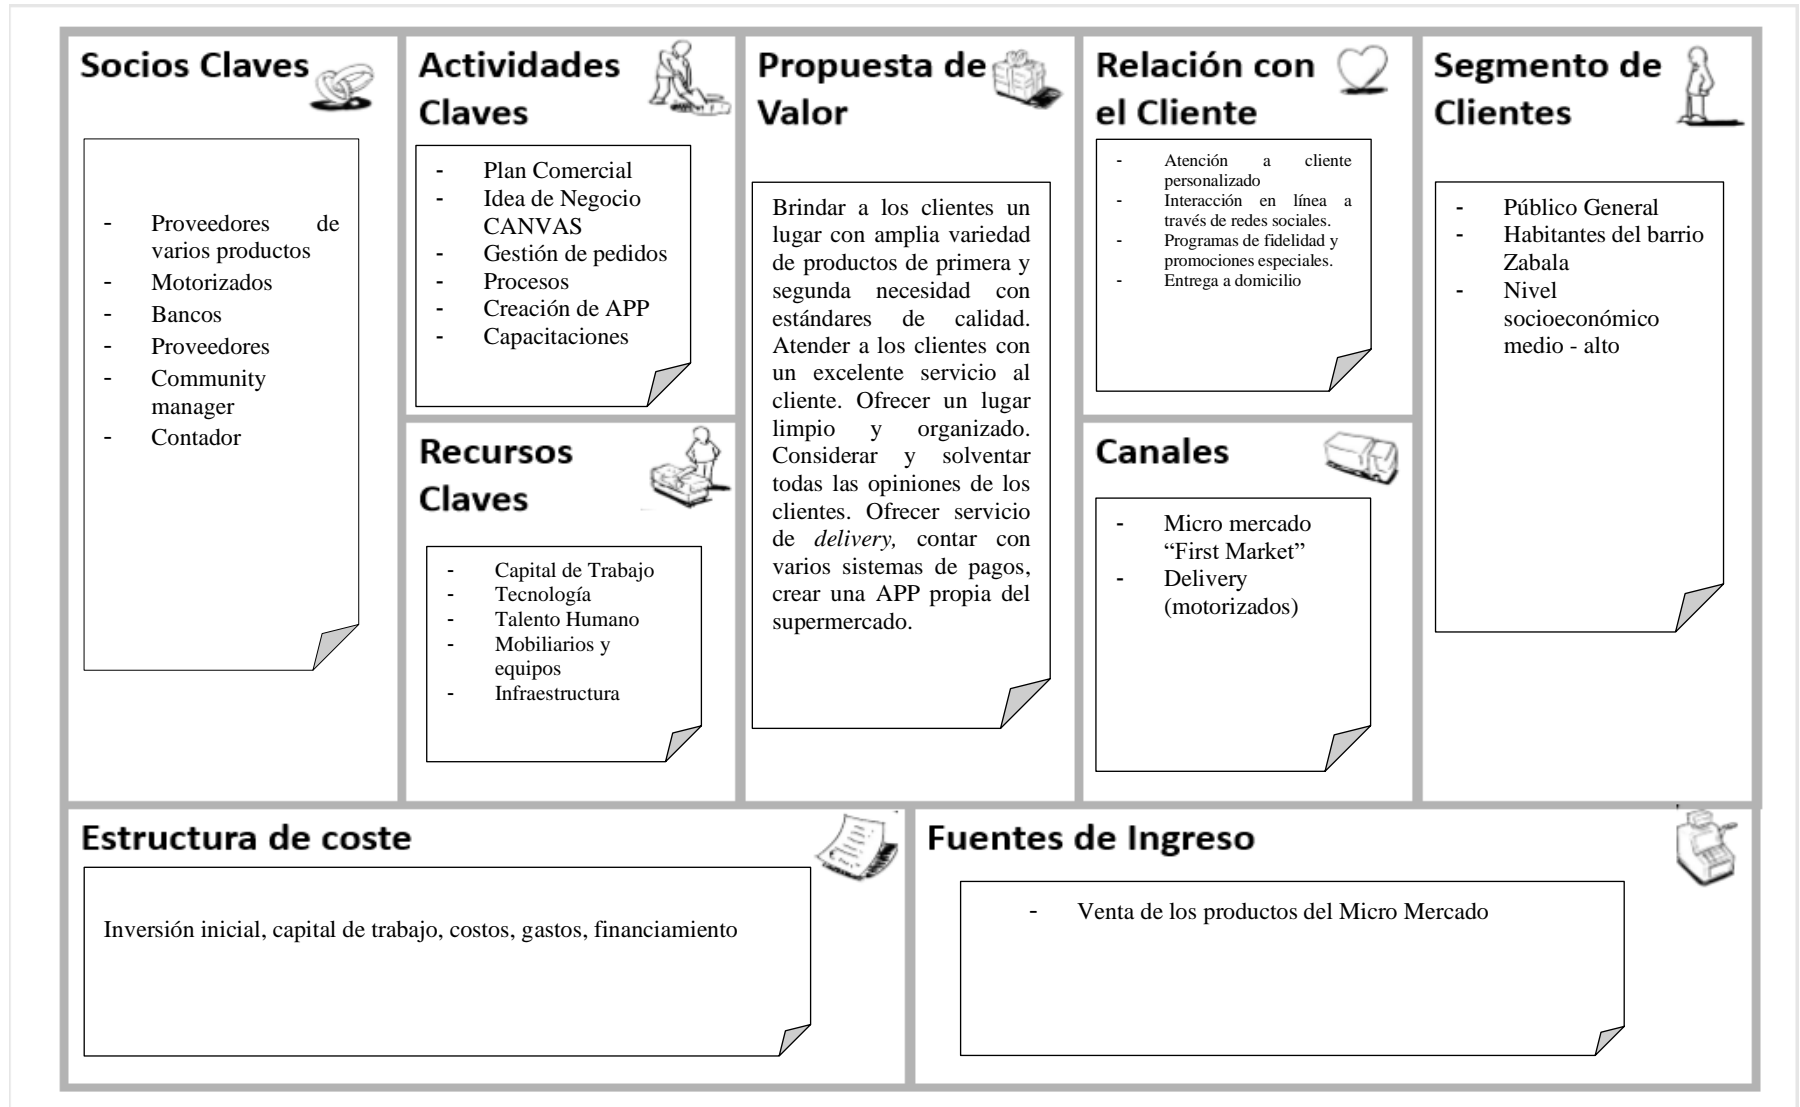 Socios Claves
- Proveedores de
varios productos
- Motorizados
- Bancos
- Proveedores
- Community
manager
- Contador
Actividades
Claves
- Plan Comercial
- Idea de Negocio
CANVAS
- Gestión de pedidos
- Procesos
- Creación de APP
- Capacitaciones
Recursos
Claves
- Capital de Trabajo
- Tecnología
- Talento Humano
- Mobiliarios y
equipos
- Infraestructura
Propuesta de
Valor
Brindar a los clientes un
lugar con amplia variedad
de productos de primera y
segunda necesidad con
estándares de calidad.
Atender a los clientes con
un excelente servicio al
cliente. Ofrecer un lugar
limpio y organizado.
Considerar y solventar
todas las opiniones de los
clientes. Ofrecer servicio
de delivery, contar con
varios sistemas de pagos,
crear una APP propia del
supermercado.
Relación con
el Cliente
- Atención a cliente
personalizado
- Interacción en línea a
través de redes sociales.
- Programas de fidelidad y
promociones especiales.
- Entrega a domicilio
Canales
- Micro mercado
“First Market”
- Delivery
(motorizados)
Segmento de
Clientes
- Público General
- Habitantes del barrio
Zabala
- Nivel
socioeconómico
medio - alto
Estructura de coste
Inversión inicial, capital de trabajo, costos, gastos, financiamiento
Fuentes de Ingreso
- Venta de los productos del Micro Mercado